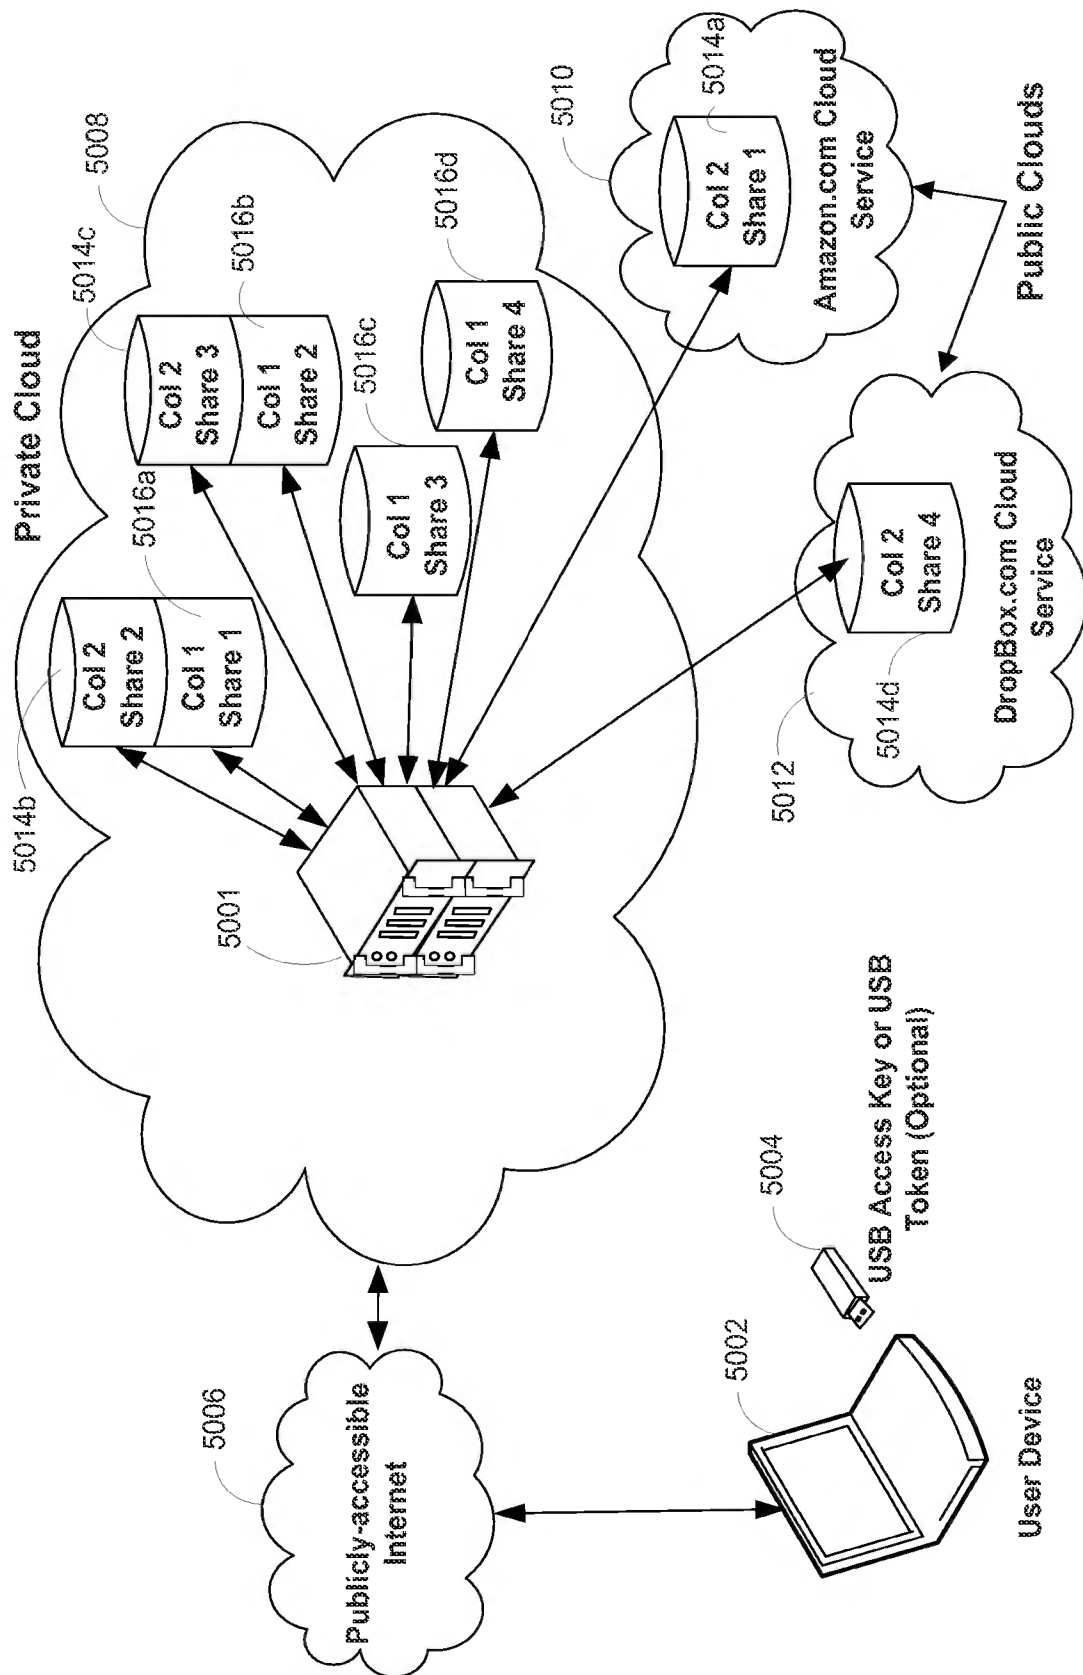 Private Cloud
5008
5014c
5016b
5016a
5014b
Col 2
Share 2
Col 1
Share 1
Col 2
Share 3
Col 1
Share 2
5016c
5016d
Col 1
Share 3
Col 1
Share 4
5001
5006
Publicly-accessible
Internet
5010
5014a
Col 2
Share 1
Amazon.com Cloud
Service
Public Clouds
5012
5014d
Col 2
Share 4
DropBox.com Cloud
Service
5004
USB Access Key or USB
Token (Optional)
5002
User Device